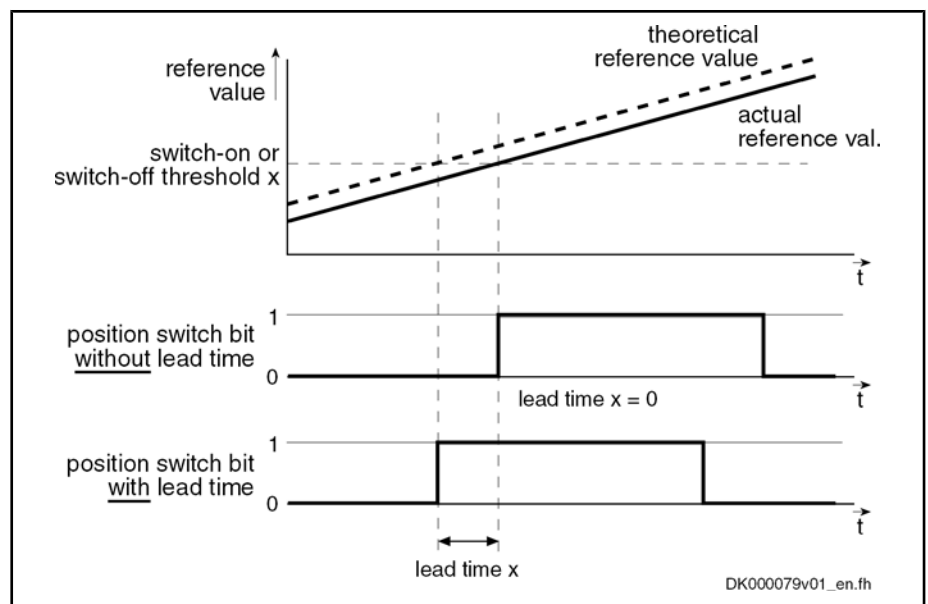 theoretical
reference value
reference
value
actual
reference val.
switch-on or
switch-off threshold x
t
1
position switch bit
without lead time
0
lead time x = 0
t
1
position switch bit
with lead time
0
t
lead time x
DK000079v01_en.fh